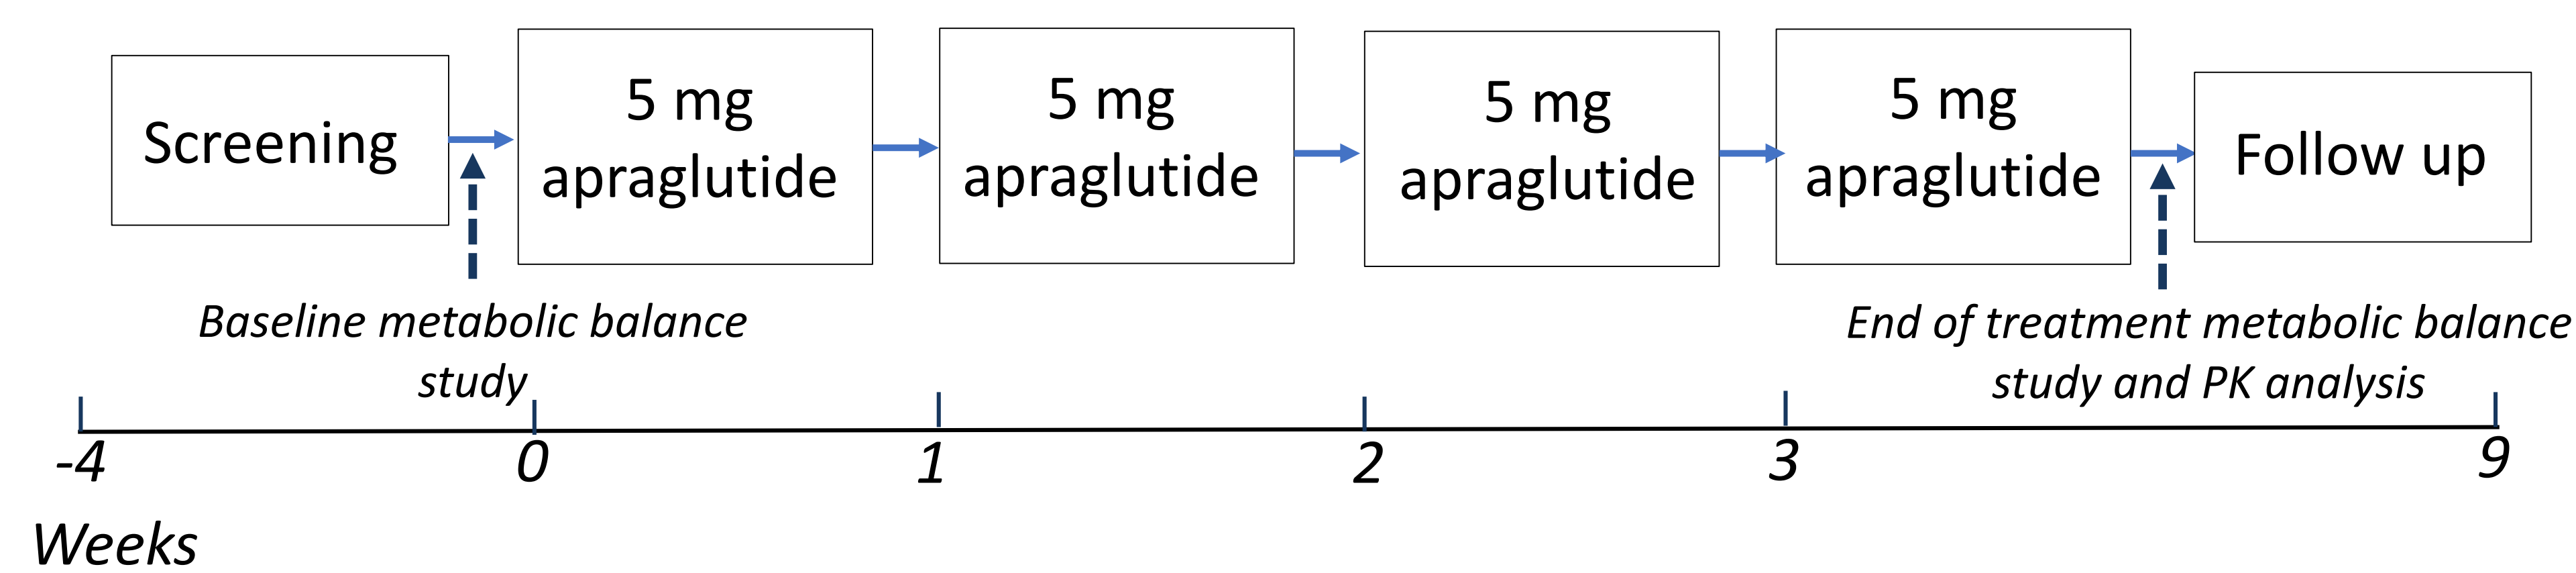 Screening
5 mg
apraglutide
5 mg
apraglutide
5 mg
apraglutide
5 mg
apraglutide
Follow up
Baseline metabolic balance
study
End of treatment metabolic balance
study and PK analysis
-4 0 1 2 3 9
Weeks